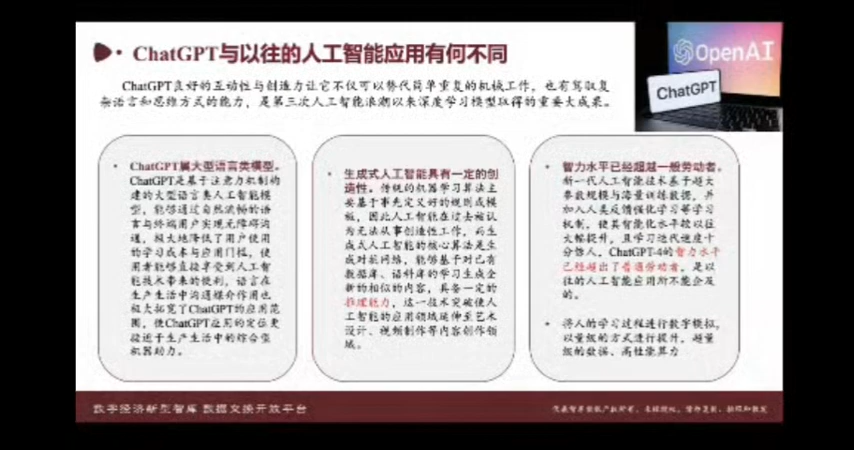 ChatGPT与以往的人工智能应用有何不同
OpenAI
ChatGPT
ChatGPT良好的互动性与创造力让它不仅可以替代简单重复的机械工作,也有驾驭复
杂语言和思维方式的能力,是第三次人工智能浪潮以来深度学习模型取得的重要大成果。
• ChatGPT属大型语言类模型。
ChatGPT是基于注意力机制构
建的大型语言类人工智能模
型,能够通过自然流畅的语
言与终端用户实现无障碍沟
通,极大地降低了用户使用
的学习成本与应用门槛,使
用者能够直接享受到人工智
能技术带来的便利,语言在
生产生活中沟通媒介作用也
极大拓宽了ChatGPT的应用范
围,使ChatGPT应用的定位更
接近于生产生活中的综合型
机器助力。
• 生成式人工智能具有一定的创
造性。传统的机器学习算法主
要基于事先定义好的规则或模
板,因此人工智能在过去被认
为无法从事创造性工作,而生
成式人工智能的核心算法是生
成对抗网络,能够基于对已有
数据库、语料库的学习生成全
新的相似的内容,具备一定的
推理能力,这一技术突破使人
工智能的应用领域延伸至艺术
设计、视频制作等内容创作领
域。
• 智力水平已经超越一般劳动者。
新一代人工智能技术基于超大
参数规模与海量训练数据,并
加入人类反馈强化学习等学习
机制,使其智能化水平较以往
大幅提升,且学习迭代速度十
分惊人。ChatGPT-4的智力水平
已经超出了普通劳动者,是以
往的人工智能应用所不能企及
的。
• 将人的学习过程进行数字模拟,
以量级的方式进行提升,超量
级的数据、高性能算力
数字经济新型智库 数据交换开放平台